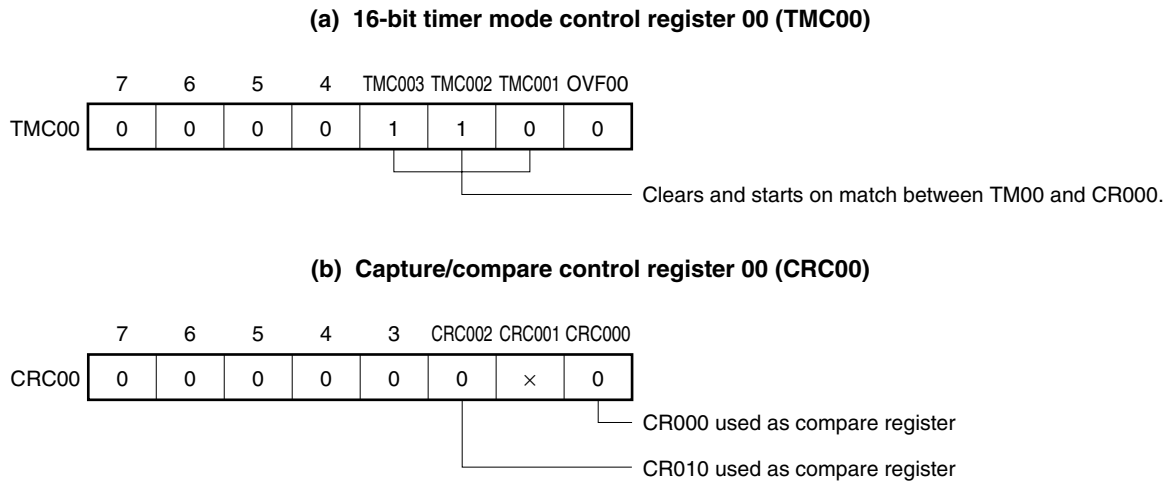 (a) 16-bit timer mode control register 00 (TMC00)
7 6 5 4 TMC003 TMC002 TMC001 OVF00
TMC00 0 0 0 0 1 1 0 0
Clears and starts on match between TM00 and CR000.
(b) Capture/compare control register 00 (CRC00)
7 6 5 4 3 CRC002 CRC001 CRC000
CRC00 0 0 0 0 0 0 × 0
CR000 used as compare register
CR010 used as compare register